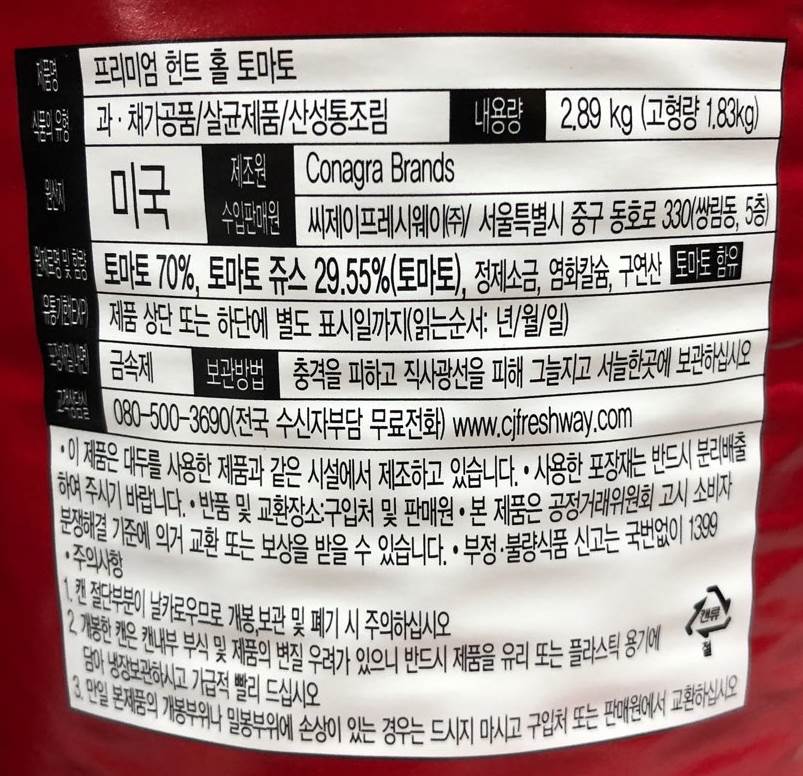 제품명 프리미엄 헌트 홀 토마토
식품의 유형 과·채가공품/살균제품/산성통조림 내용량 2.89 kg (고형량 1.83kg)
원산지 미국 제조원 Conagra Brands
수입판매원 씨제이프레시웨이㈜/ 서울특별시 중구 동호로 330(쌍림동, 5층)
원재료명 및 함량 토마토 70%, 토마토 쥬스 29.55%(토마토), 정제소금, 염화칼슘, 구연산 토마토 함유
유통기한(EXP) 제품 상단 또는 하단에 별도 표시일까지(읽는순서: 년/월/일)
금속제 보관방법 충격을 피하고 직사광선을 피해 그늘지고 서늘한곳에 보관하십시오
고객상담실 080-500-3690(전국 수신자부담 무료전화) www.cjfreshway.com
•이 제품은 대두를 사용한 제품과 같은 시설에서 제조하고 있습니다. •사용한 포장재는 반드시 분리배출
하여 주시기 바랍니다. •반품 및 교환장소:구입처 및 판매원 •본 제품은 공정거래위원회 고시 소비자
분쟁해결 기준에 의거 교환 또는 보상을 받을 수 있습니다. •부정·불량식품 신고는 국번없이 1399
•주의사항
1. 캔 절단부분이 날카로우므로 개봉,보관 및 폐기 시 주의하십시오
2. 개봉한 캔은 캔내부 부식 및 제품의 변질 우려가 있으니 반드시 제품을 유리 또는 플라스틱 용기에
담아 냉장보관하시고 가급적 빨리 드십시오
3. 만일 본제품의 개봉부위나 밀봉부위에 손상이 있는 경우는 드시지 마시고 구입처 또는 판매원에서 교환하십시오
캔류
철